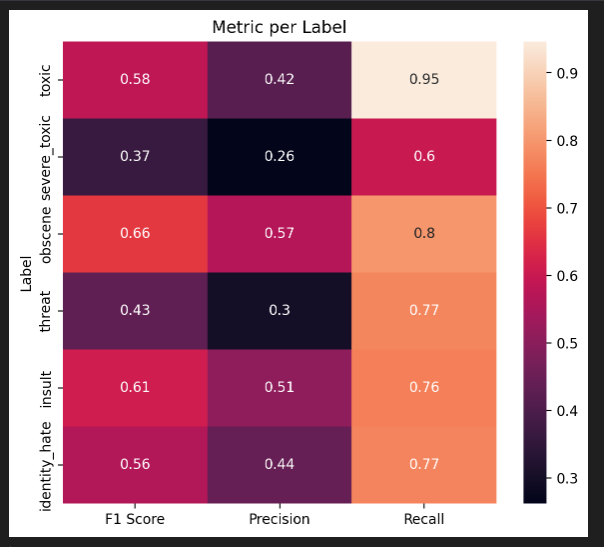 Metric per Label
toxic 0.58 0.42 0.95
severe_toxic 0.37 0.26 0.6
obscene 0.66 0.57 0.8
threat 0.43 0.3 0.77
insult 0.61 0.51 0.76
identity_hate 0.56 0.44 0.77
Label
F1 Score Precision Recall
0.9
0.8
0.7
0.6
0.5
0.4
0.3